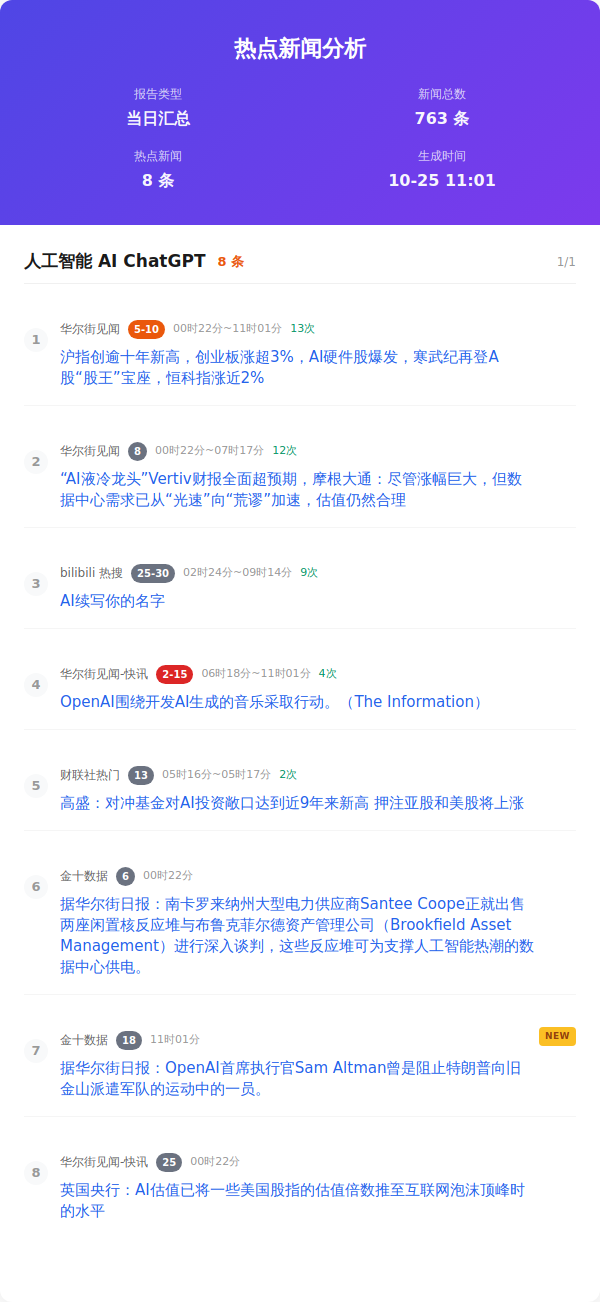 热点新闻分析
报告类型
新闻总数
当日汇总
763 条
热点新闻
生成时间
8 条
10-25 11:01
人工智能 AI ChatGPT 8 条 1/1
1 华尔街见闻 5-10 00时22分~11时01分 13次
沪指创逾十年新高，创业板涨超3%，AI硬件股爆发，寒武纪再登A
股“股王”宝座，恒科指涨近2%
2 华尔街见闻 8 00时22分~07时17分 12次
“AI液冷龙头”Vertiv财报全面超预期，摩根大通：尽管涨幅巨大，但数
据中心需求已从“光速”向“荒谬”加速，估值仍然合理
3 bilibili 热搜 25-30 02时24分~09时14分 9次
AI续写你的名字
4 华尔街见闻-快讯 2-15 06时18分~11时01分 4次
OpenAI围绕开发AI生成的音乐采取行动。（The Information）
5 财联社热门 13 05时16分~05时17分 2次
高盛：对冲基金对AI投资敞口达到近9年来新高 押注亚股和美股将上涨
6 金十数据 6 00时22分
据华尔街日报：南卡罗来纳州大型电力供应商Santee Coope正就出售
两座闲置核反应堆与布鲁克菲尔德资产管理公司（Brookfield Asset
Management）进行深入谈判，这些反应堆可为支撑人工智能热潮的数
据中心供电。
7 金十数据 18 11时01分 NEW
据华尔街日报：OpenAI首席执行官Sam Altman曾是阻止特朗普向旧
金山派遣军队的运动中的一员。
8 华尔街见闻-快讯 25 00时22分
英国央行：AI估值已将一些美国股指的估值倍数推至互联网泡沫顶峰时
的水平